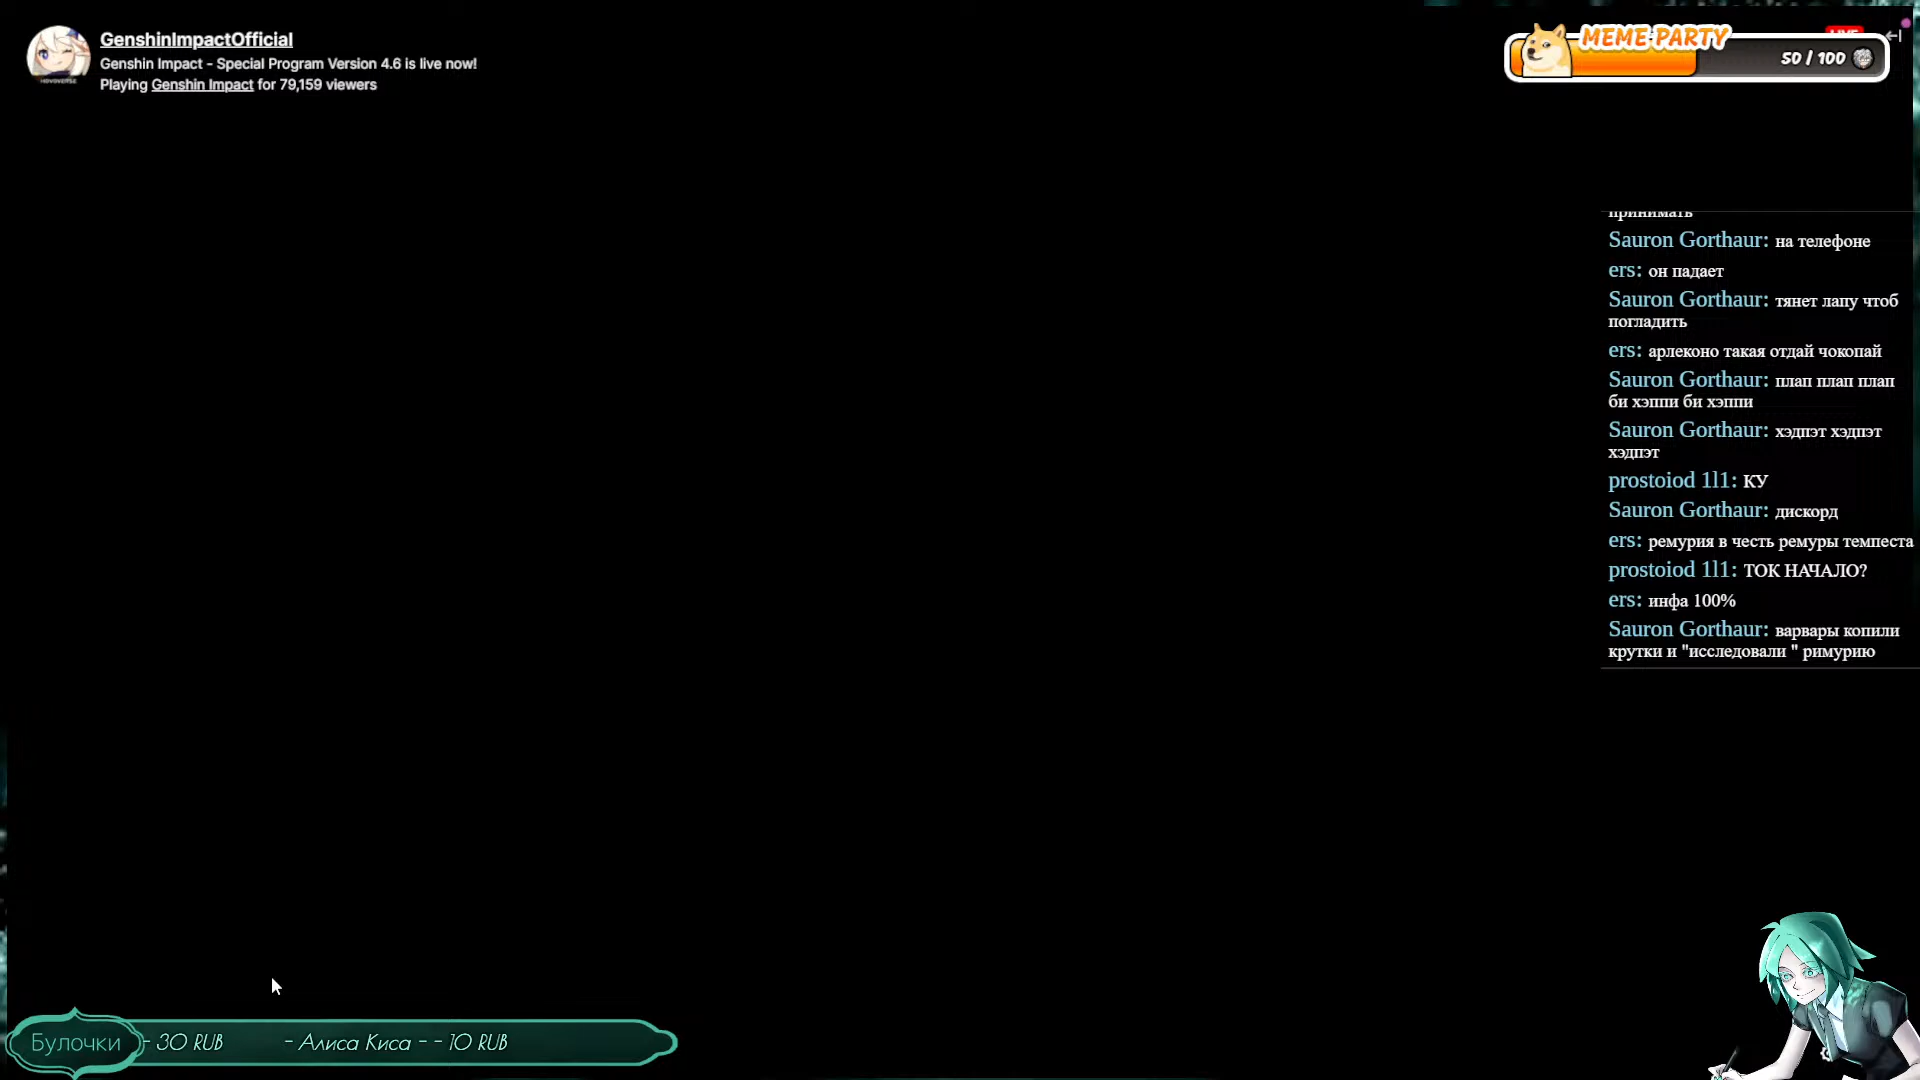 GenshinImpactOfficial
Genshin Impact - Special Program Version 4.6 is live now!
Playing Genshin Impact for 79,159 viewers
MEME PARTY
LIVE
50 / 100
принимать
Sauron Gorthaur: на телефоне
ers: он падает
Sauron Gorthaur: тянет лапу чтоб
погладить
ers: арлеконо такая отдай чокопай
Sauron Gorthaur: плап плап плап
би хэппи би хэппи
Sauron Gorthaur: хэдпэт хэдпэт
хэдпэт
prostoiod 1l1: КУ
Sauron Gorthaur: дискорд
ers: ремурия в честь ремуры темпеста
prostoiod 1l1: ТОК НАЧАЛО?
ers: инфа 100%
Sauron Gorthaur: варвары копили
крутки и "исследовали " римурию
Булочки - 30 RUB - Алиса Киса - - 10 RUB